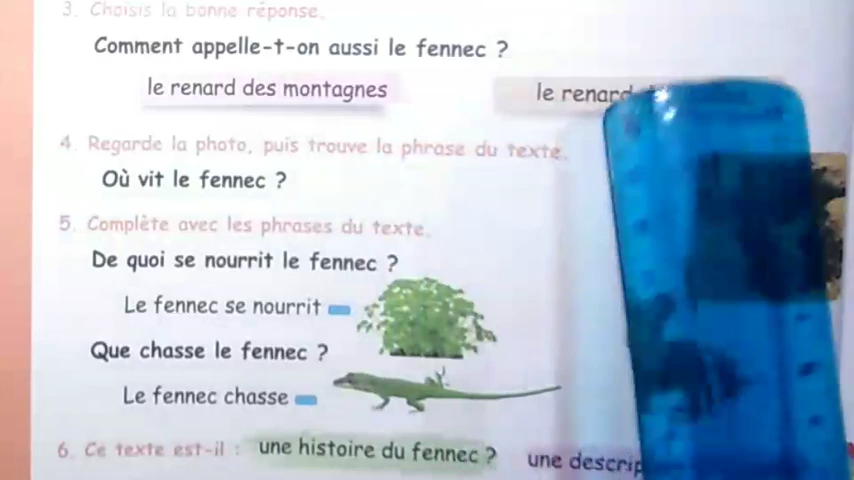 3. Choisis la bonne réponse.
Comment appelle-t-on aussi le fennec ?
le renard des montagnes le renard
4. Regarde la photo, puis trouve la phrase du texte.
Où vit le fennec ?
5. Complète avec les phrases du texte.
De quoi se nourrit le fennec ?
Le fennec se nourrit
Que chasse le fennec ?
Le fennec chasse
6. Ce texte est-il : une histoire du fennec ? une descrip